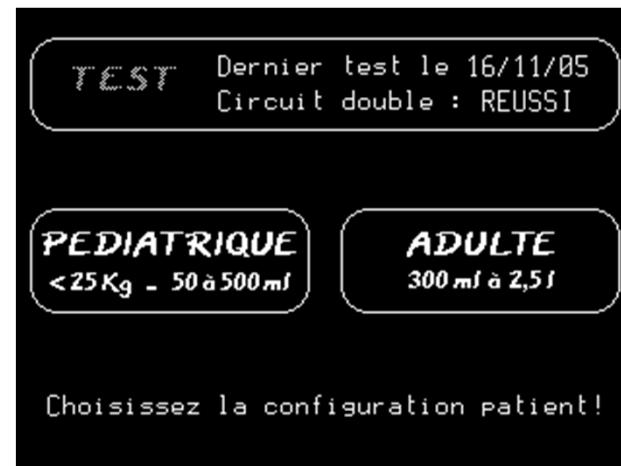 TEST
Dernier test le 16/11/05
Circuit double : REUSSI
PEDIATRIQUE
<25Kg - 50 à 500 ml
ADULTE
300 ml à 2,5 l
Choisissez la configuration patient!